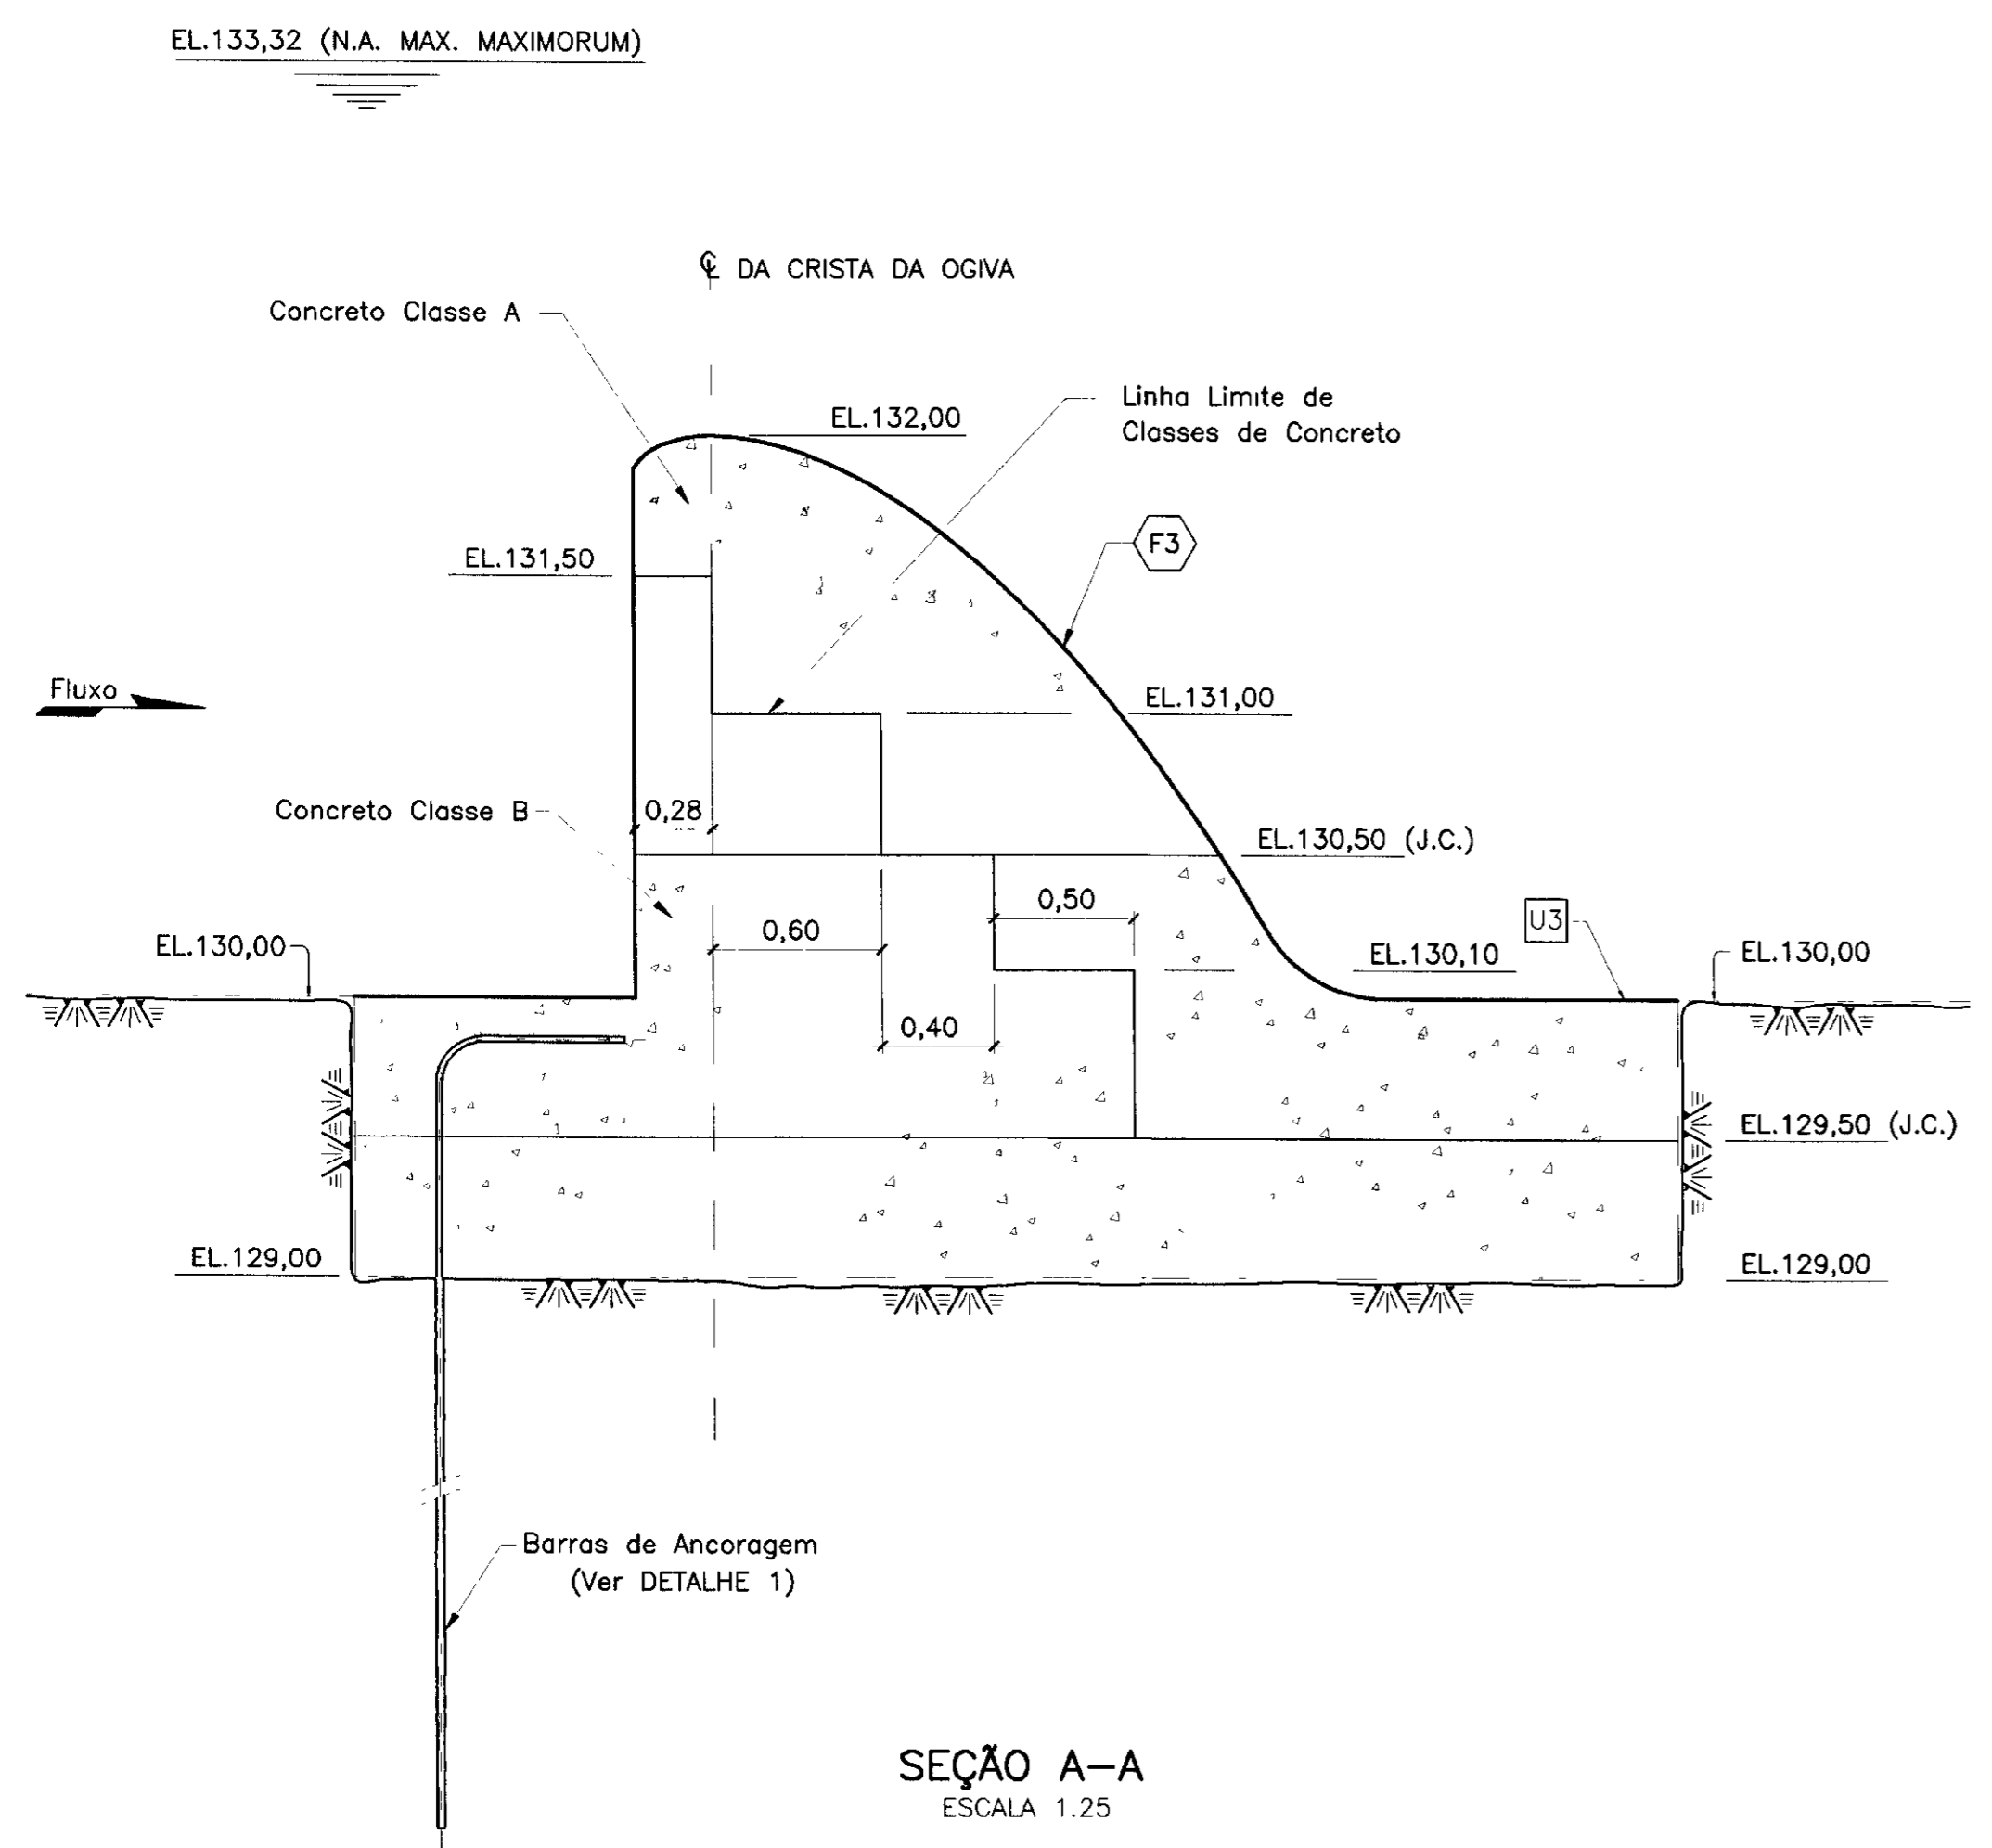 EL.133,32 (N.A. MAX. MAXIMORUM)
℄ DA CRISTA DA OGIVA
Concreto Classe A
Linha Limite de
Classes de Concreto
EL.132,00
F3
EL.131,50
Fluxo
EL.131,00
Concreto Classe B
0,28
EL.130,50 (J.C.)
0,50
U3
0,60
EL.130,00
EL.130,10
EL.130,00
0,40
EL.129,50 (J.C.)
EL.129,00
EL.129,00
Barras de Ancoragem
(Ver DETALHE 1)
SEÇÃO A-A
ESCALA 1.25